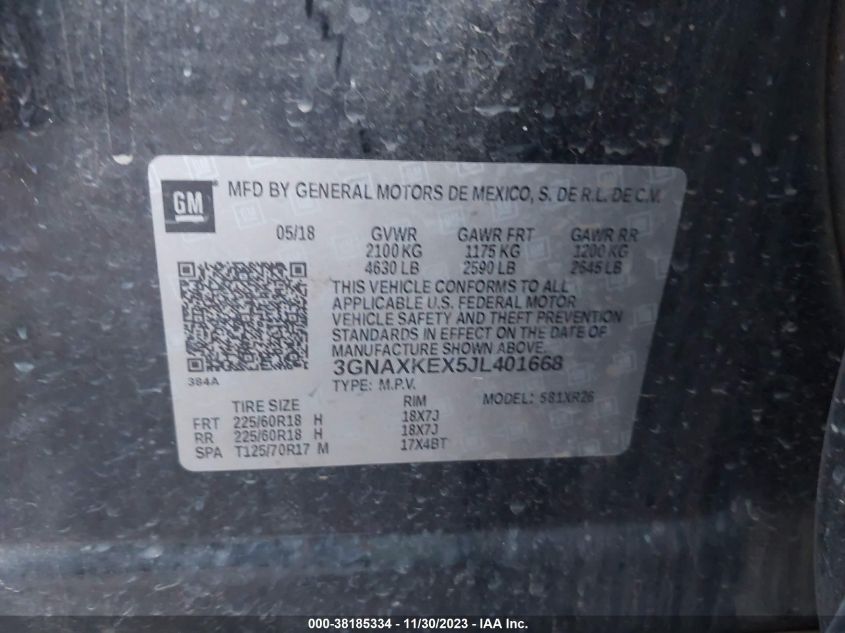 GM
MFD BY GENERAL MOTORS DE MEXICO, S. DE R.L. DE C.V.
05/18 GVWR GAWR FRT GAWR RR
2100 KG 1175 KG 1200 KG
4630 LB 2590 LB 2645 LB
THIS VEHICLE CONFORMS TO ALL
APPLICABLE U.S. FEDERAL MOTOR
VEHICLE SAFETY AND THEFT PREVENTION
STANDARDS IN EFFECT ON THE DATE OF
MANUFACTURE SHOWN ABOVE.
384A
3GNAXKEX5JL401668
TYPE: M.P.V. MODEL: 581XR26
TIRE SIZE RIM
FRT 225/60R18 H 18X7J
RR 225/60R18 H 18X7J
SPA T125/70R17 M 17X4BT
000-38185334 - 11/30/2023 - IAA Inc.